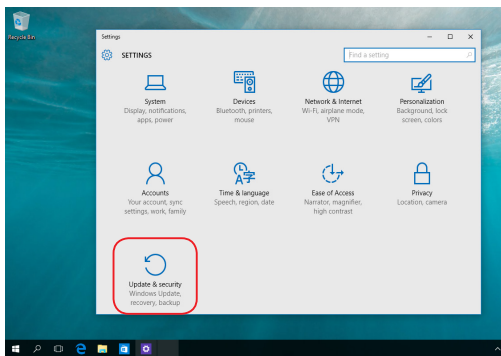 Recycle Bin
Settings
SETTINGS
Find a setting
System
Display, notifications,
apps, power
Devices
Bluetooth, printers,
mouse
Network & Internet
Wi-Fi, airplane mode,
VPN
Personalization
Background, lock
screen, colors
Accounts
Your account, sync
settings, work, family
Time & language
Speech, region, date
Ease of Access
Narrator, magnifier,
high contrast
Privacy
Location, camera
Update & security
Windows Update,
recovery, backup